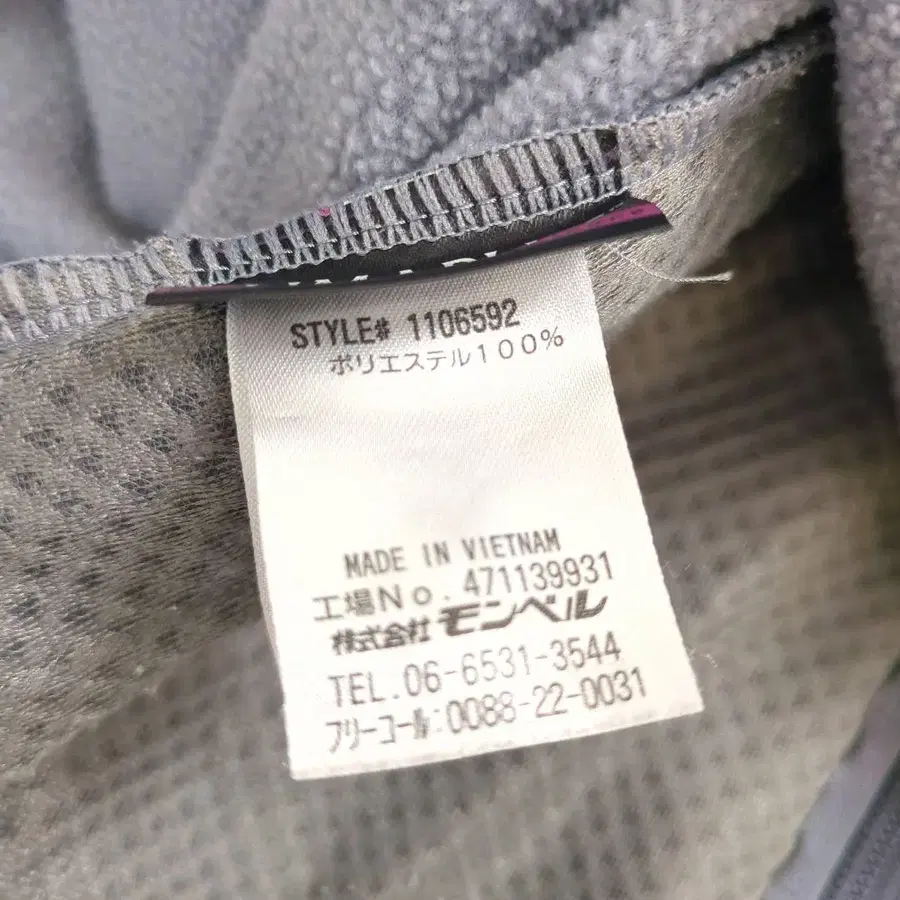 STYLE# 1106592
ポリエステル100%
MADE IN VIETNAM
工場No. 471139931
株式会社 モンベル
TEL.06-6531-3544
フリーコール:0088-22-0031